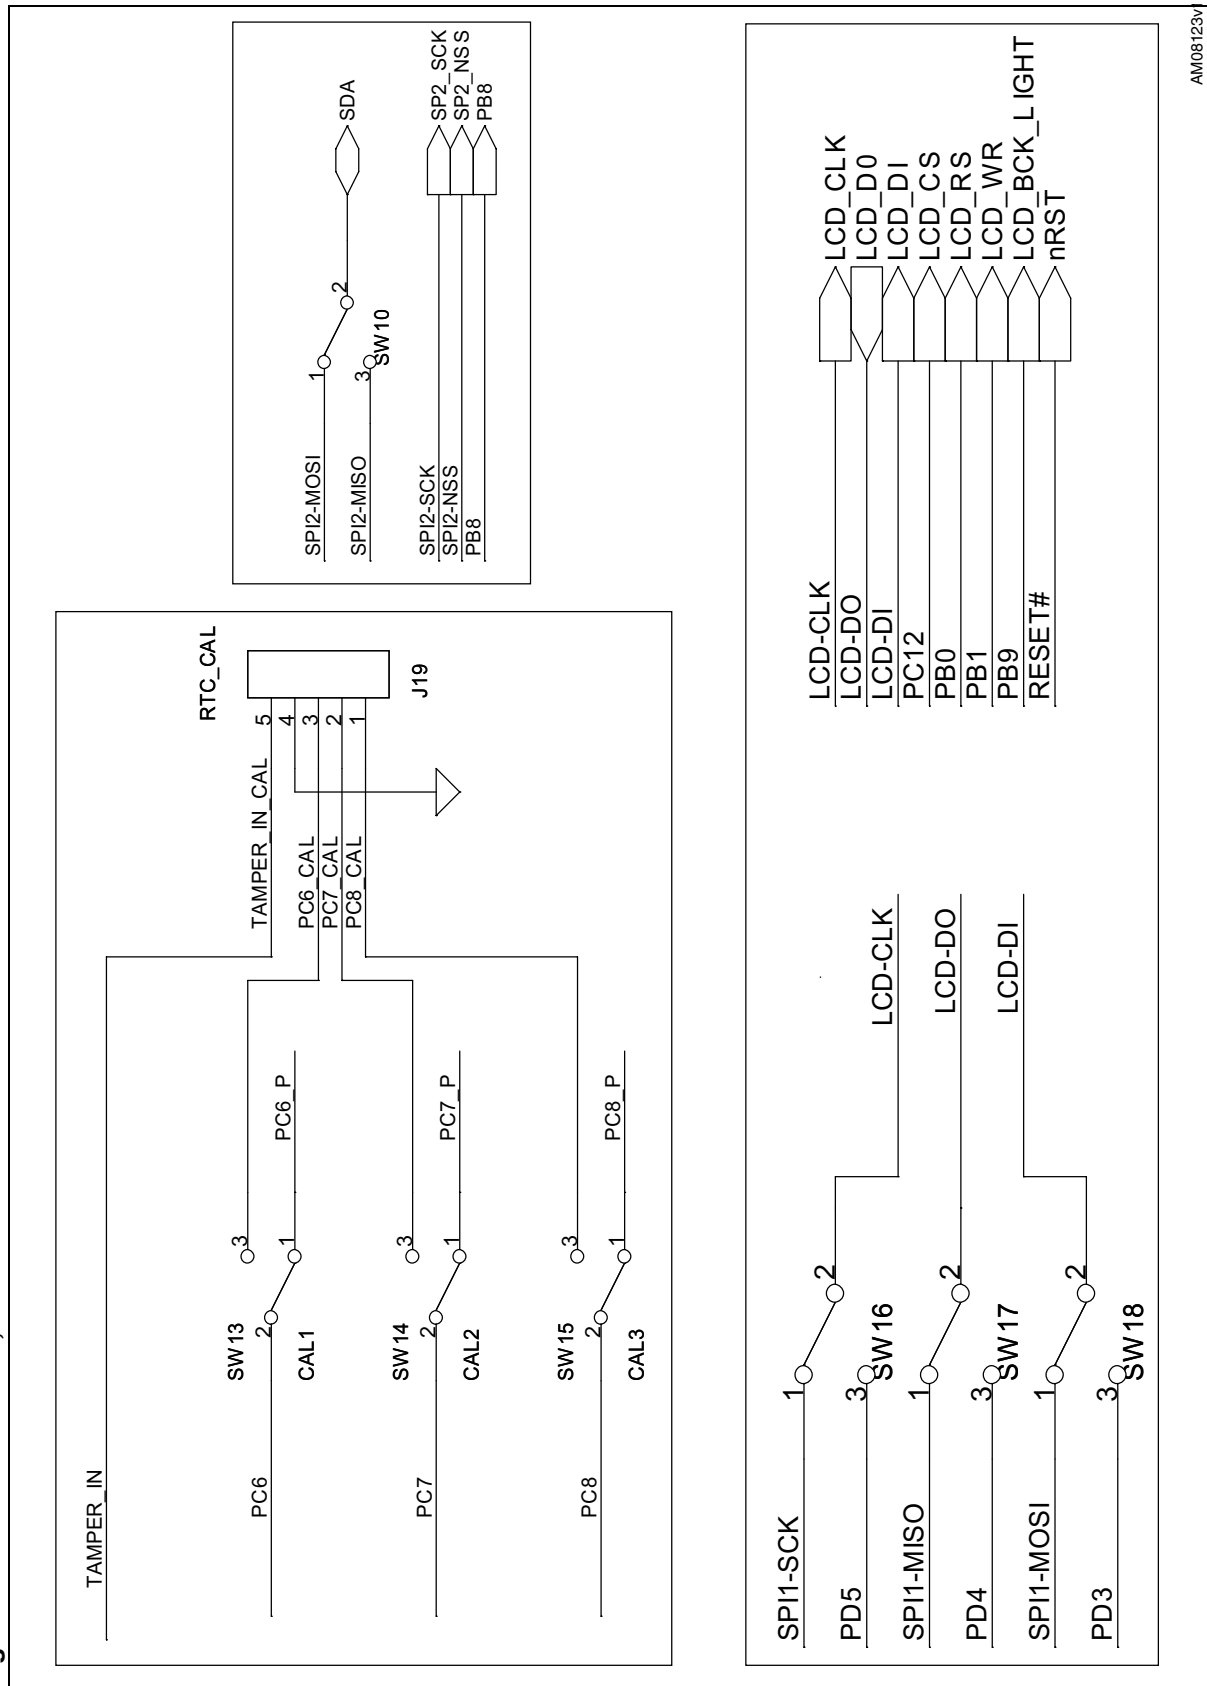 AM08123v1
TAMPER_IN
TAMPER_IN_CAL
RTC_CAL
J19
5
4
3
2
1
PC6_CAL
PC7_CAL
PC8_CAL
PC6
SW13
2
CAL1
3
1
PC6_P
PC7
SW14
2
CAL2
3
1
PC7_P
PC8
SW15
2
CAL3
3
1
PC8_P
SPI2-MOSI
1
2
SDA
SPI2-MISO
3
SW10
SPI2-SCK
SP2_SCK
SPI2-NSS
SP2_NSS
PB8
PB8
SPI1-SCK
1
2
LCD-CLK
PD5
3
SW16
SPI1-MISO
1
2
LCD-DO
PD4
3
SW17
SPI1-MOSI
1
2
LCD-DI
PD3
3
SW18
LCD-CLK
LCD_CLK
LCD-DO
LCD_D0
LCD-DI
LCD_DI
PC12
LCD_CS
PB0
LCD_RS
PB1
LCD_WR
PB9
LCD_BCK_LIGHT
RESET#
nRST